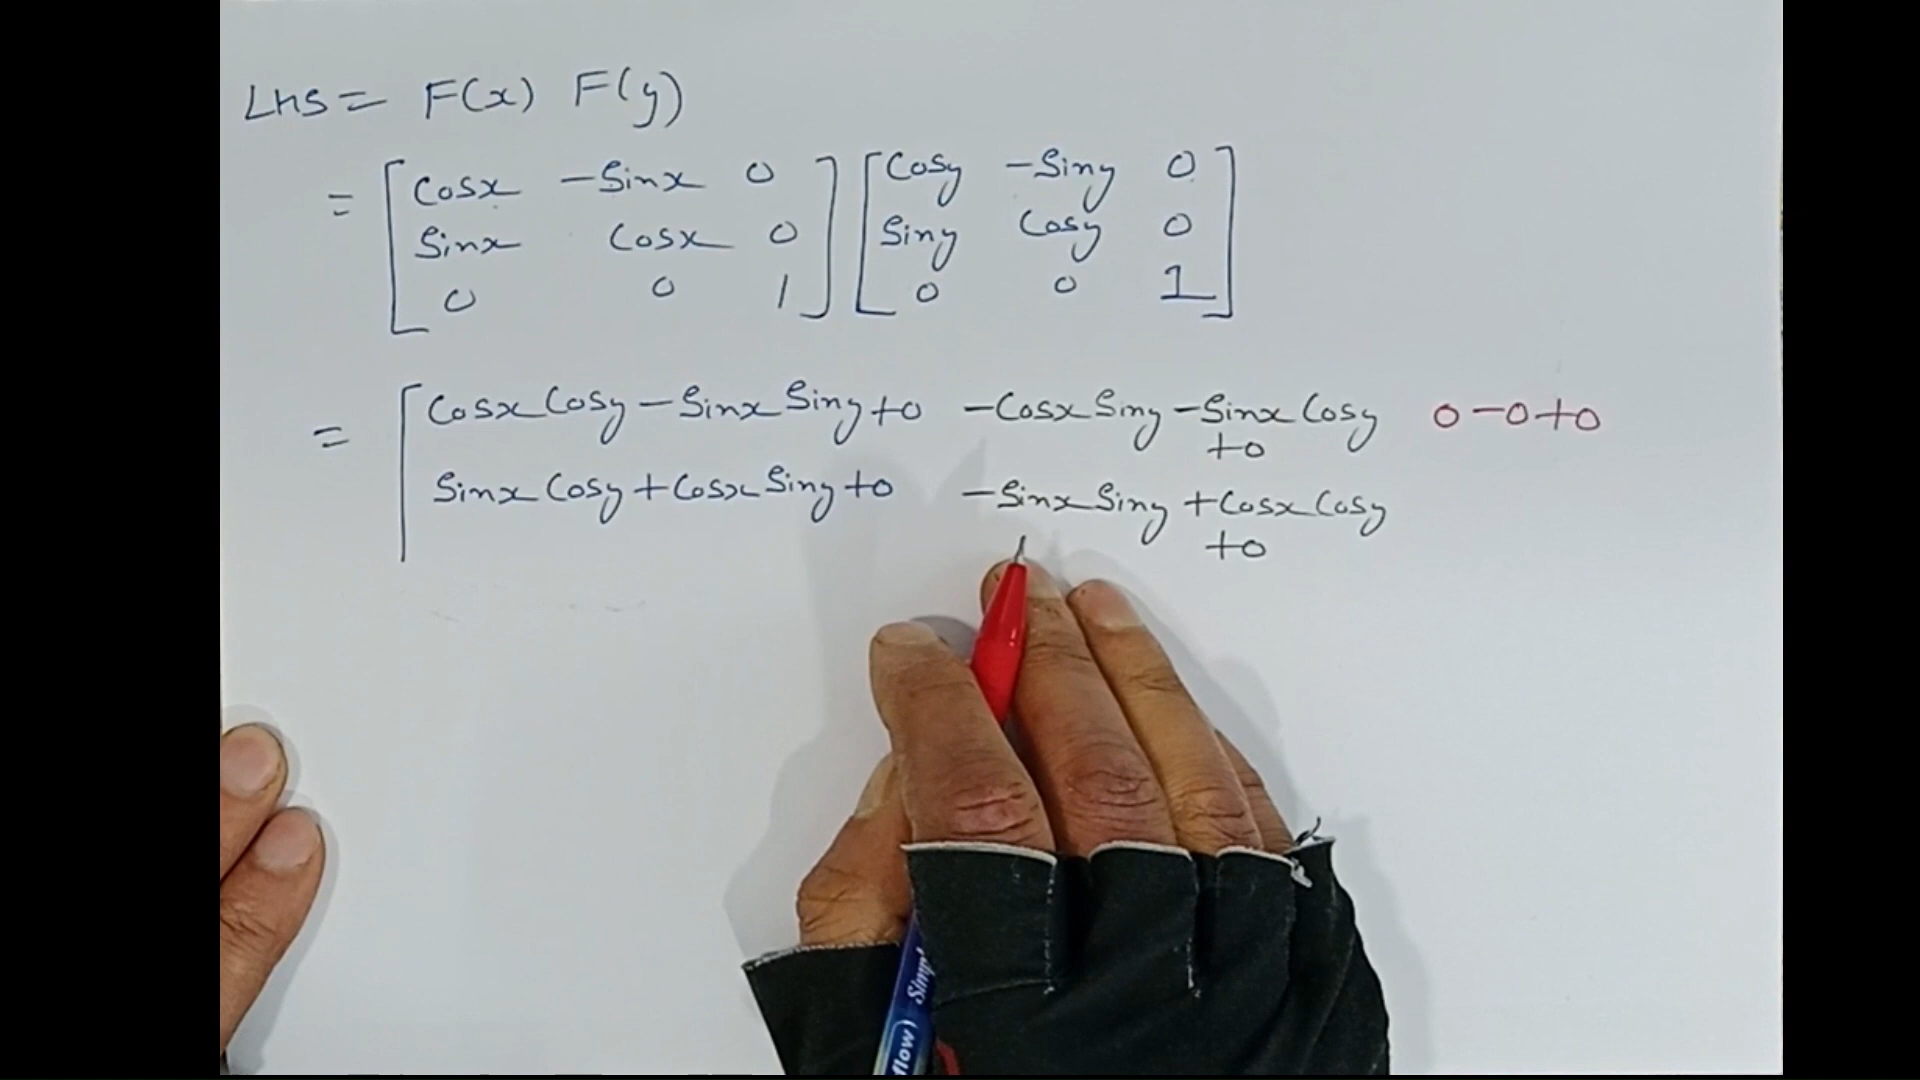 LHS = F(x) F(y)
= [ Cosx -Sinx 0 ] [ Cosy -Siny 0 ]
Sinx Cosx 0 Siny Cosy 0
0 0 1 0 0 1
= [ Cosx Cosy - Sinx Siny +0 -Cosx Siny - Sinx Cosy 0-0+0
+0
Sinx Cosy + Cosx Siny +0 -Sinx Siny + Cosx Cosy
+0
flow) Simpl